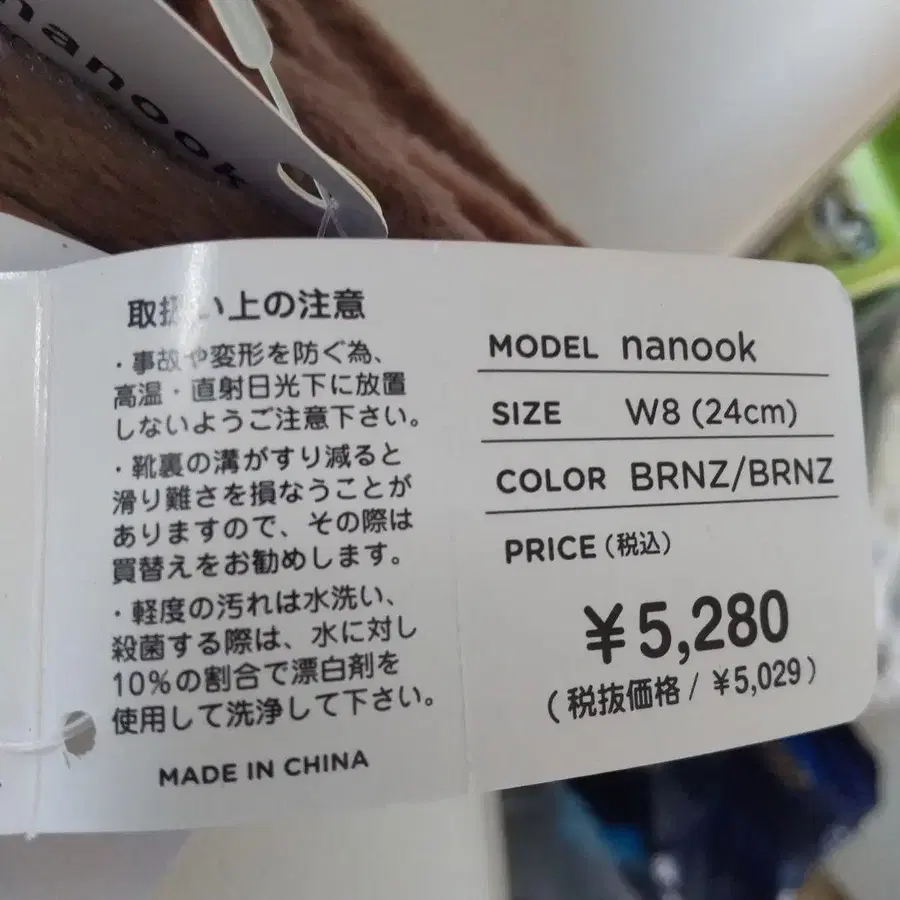 nanook
取扱い上の注意
・事故や変形を防ぐ為、
高温・直射日光下に放置
しないようご注意下さい。
・靴裏の溝がすり減ると
滑り難さを損なうことが
ありますので、その際は
買替えをお勧めします。
・軽度の汚れは水洗い、
殺菌する際は、水に対し
10%の割合で漂白剤を
使用して洗浄して下さい。
MADE IN CHINA
MODEL nanook
SIZE W8 (24cm)
COLOR BRNZ/BRNZ
PRICE (税込)
¥5,280
(税抜価格 / ¥5,029)